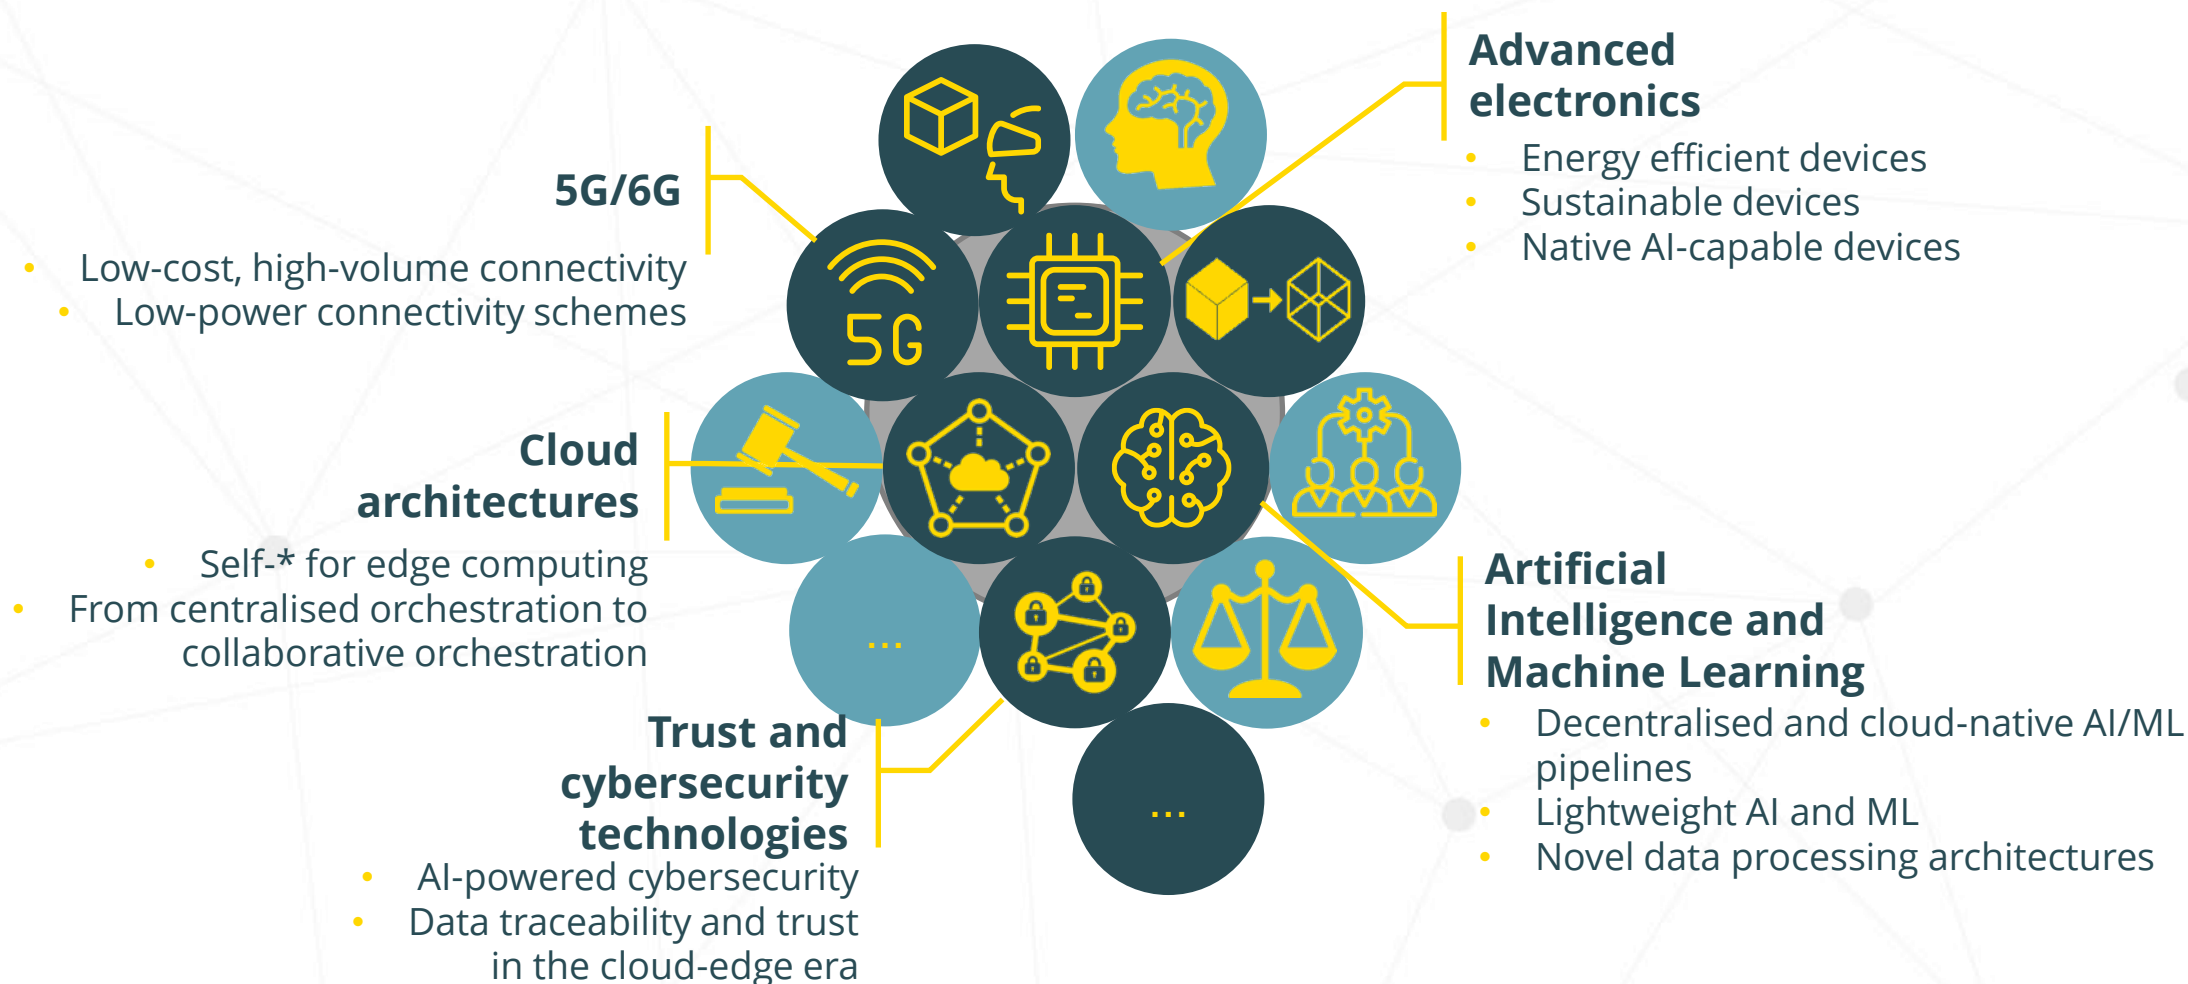 5G/6G
• Low-cost, high-volume connectivity
• Low-power connectivity schemes
5G
Advanced
electronics
• Energy efficient devices
• Sustainable devices
• Native AI-capable devices
Cloud
architectures
• Self-* for edge computing
• From centralised orchestration to
collaborative orchestration
...
...
Trust and
cybersecurity
technologies
• AI-powered cybersecurity
• Data traceability and trust
in the cloud-edge era
Artificial
Intelligence and
Machine Learning
• Decentralised and cloud-native AI/ML
pipelines
• Lightweight AI and ML
• Novel data processing architectures